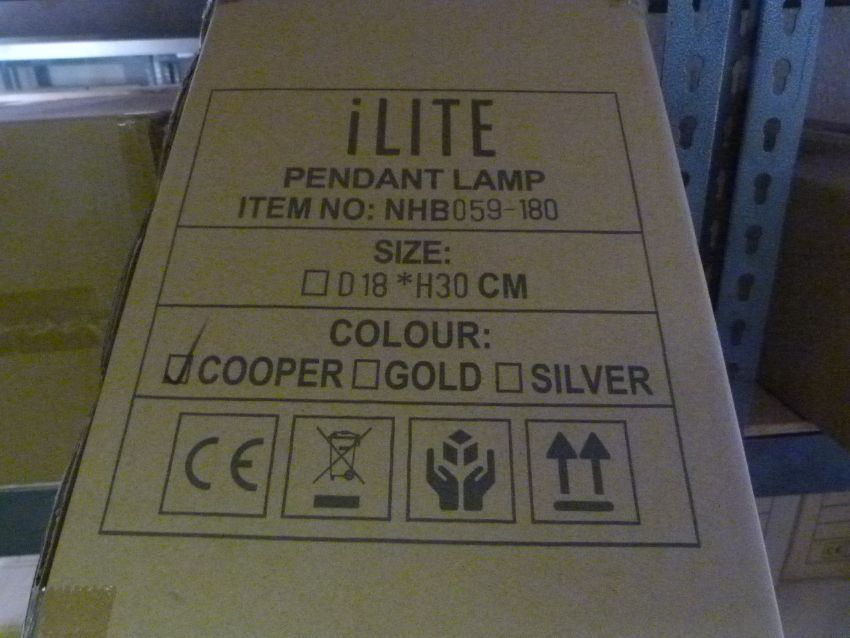 iLITE
PENDANT LAMP
ITEM NO: NHB059-180
SIZE:
D18*H30 CM
COLOUR:
COOPER GOLD SILVER
CE